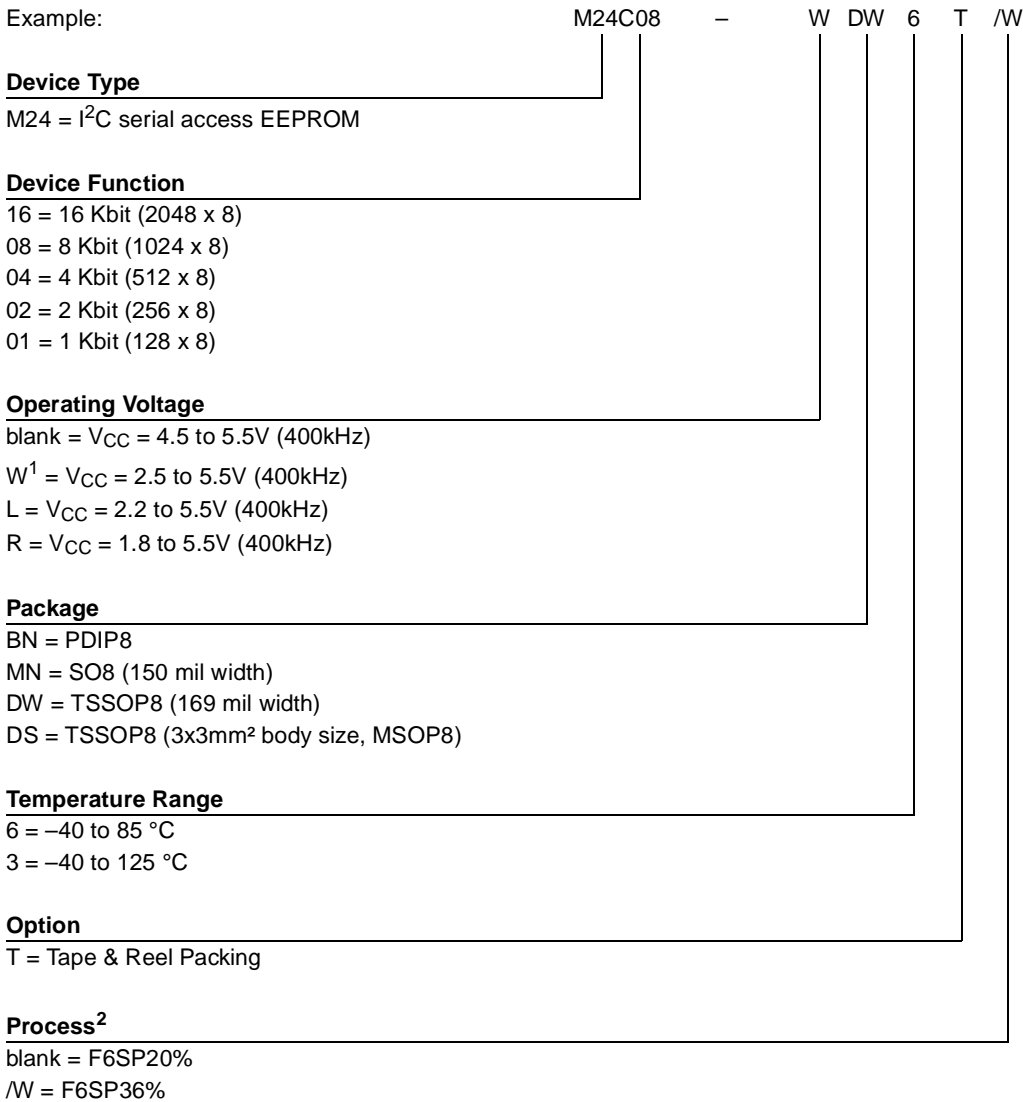 Example: M24C08 – W DW 6 T /W
Device Type
M24 = I²C serial access EEPROM
Device Function
16 = 16 Kbit (2048 x 8)
08 = 8 Kbit (1024 x 8)
04 = 4 Kbit (512 x 8)
02 = 2 Kbit (256 x 8)
01 = 1 Kbit (128 x 8)
Operating Voltage
blank = VCC = 4.5 to 5.5V (400kHz)
W¹ = VCC = 2.5 to 5.5V (400kHz)
L = VCC = 2.2 to 5.5V (400kHz)
R = VCC = 1.8 to 5.5V (400kHz)
Package
BN = PDIP8
MN = SO8 (150 mil width)
DW = TSSOP8 (169 mil width)
DS = TSSOP8 (3x3mm² body size, MSOP8)
Temperature Range
6 = –40 to 85 °C
3 = –40 to 125 °C
Option
T = Tape & Reel Packing
Process²
blank = F6SP20%
/W = F6SP36%